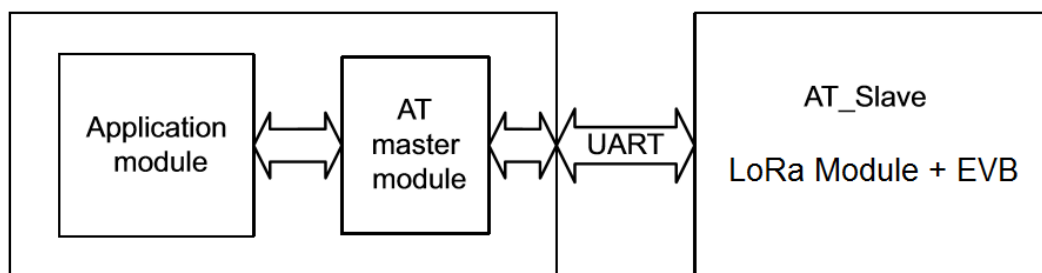 Application
module
AT
master
module
UART
AT_Slave
LoRa Module + EVB